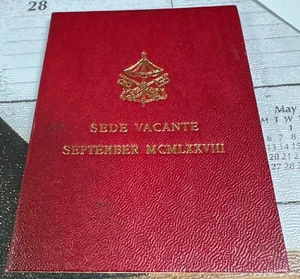 28
SEDE VACANTE
SEPTEMBER MCMLXXVIII
May
M T W